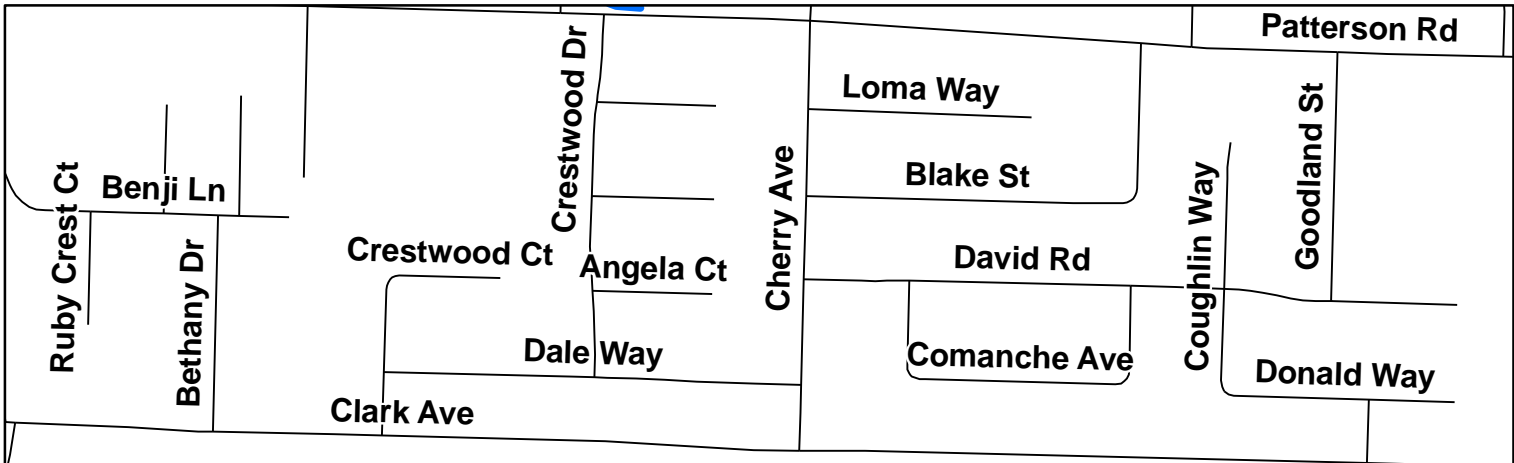 Patterson Rd
Crestwood Dr
Loma Way
Goodland St
Ruby Crest Ct
Benji Ln
Cherry Ave
Blake St
Coughlin Way
Bethany Dr
Crestwood Ct
Angela Ct
David Rd
Dale Way
Comanche Ave
Donald Way
Clark Ave